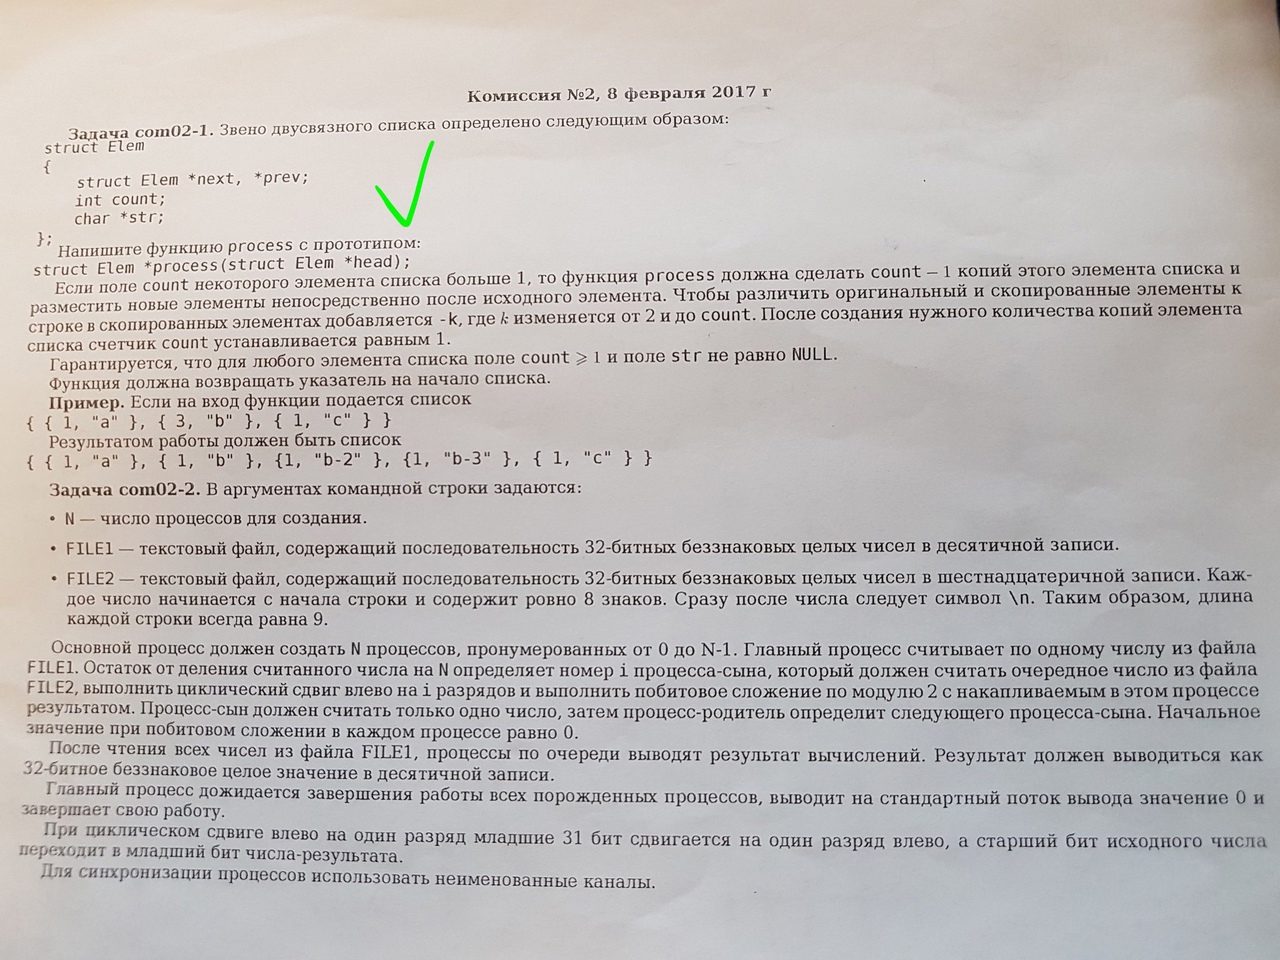 Комиссия №2, 8 февраля 2017 г
Задача com02-1. Звено двусвязного списка определено следующим образом:
struct Elem
{
struct Elem *next, *prev;
int count;
char *str;
};
Напишите функцию process с прототипом:
struct Elem *process(struct Elem *head);
Если поле count некоторого элемента списка больше 1, то функция process должна сделать count − 1 копий этого элемента списка и
разместить новые элементы непосредственно после исходного элемента. Чтобы различить оригинальный и скопированные элементы к
строке в скопированных элементах добавляется -k, где k изменяется от 2 и до count. После создания нужного количества копий элемента
списка счетчик count устанавливается равным 1.
Гарантируется, что для любого элемента списка поле count ⩾ 1 и поле str не равно NULL.
Функция должна возвращать указатель на начало списка.
Пример. Если на вход функции подается список
{ { 1, "a" }, { 3, "b" }, { 1, "c" } }
Результатом работы должен быть список
{ { 1, "a" }, { 1, "b" }, {1, "b-2" }, {1, "b-3" }, { 1, "c" } }
Задача com02-2. В аргументах командной строки задаются:
• N — число процессов для создания.
• FILE1 — текстовый файл, содержащий последовательность 32-битных беззнаковых целых чисел в десятичной записи.
• FILE2 — текстовый файл, содержащий последовательность 32-битных беззнаковых целых чисел в шестнадцатеричной записи. Каж-
дое число начинается с начала строки и содержит ровно 8 знаков. Сразу после числа следует символ \n. Таким образом, длина
каждой строки всегда равна 9.
Основной процесс должен создать N процессов, пронумерованных от 0 до N-1. Главный процесс считывает по одному числу из файла
FILE1. Остаток от деления считанного числа на N определяет номер i процесса-сына, который должен считать очередное число из файла
FILE2, выполнить циклический сдвиг влево на i разрядов и выполнить побитовое сложение по модулю 2 с накапливаемым в этом процессе
результатом. Процесс-сын должен считать только одно число, затем процесс-родитель определит следующего процесса-сына. Начальное
значение при побитовом сложении в каждом процессе равно 0.
После чтения всех чисел из файла FILE1, процессы по очереди выводят результат вычислений. Результат должен выводиться как
32-битное беззнаковое целое значение в десятичной записи.
Главный процесс дожидается завершения работы всех порожденных процессов, выводит на стандартный поток вывода значение 0 и
завершает свою работу.
При циклическом сдвиге влево на один разряд младшие 31 бит сдвигается на один разряд влево, а старший бит исходного числа
переходит в младший бит числа-результата.
Для синхронизации процессов использовать неименованные каналы.